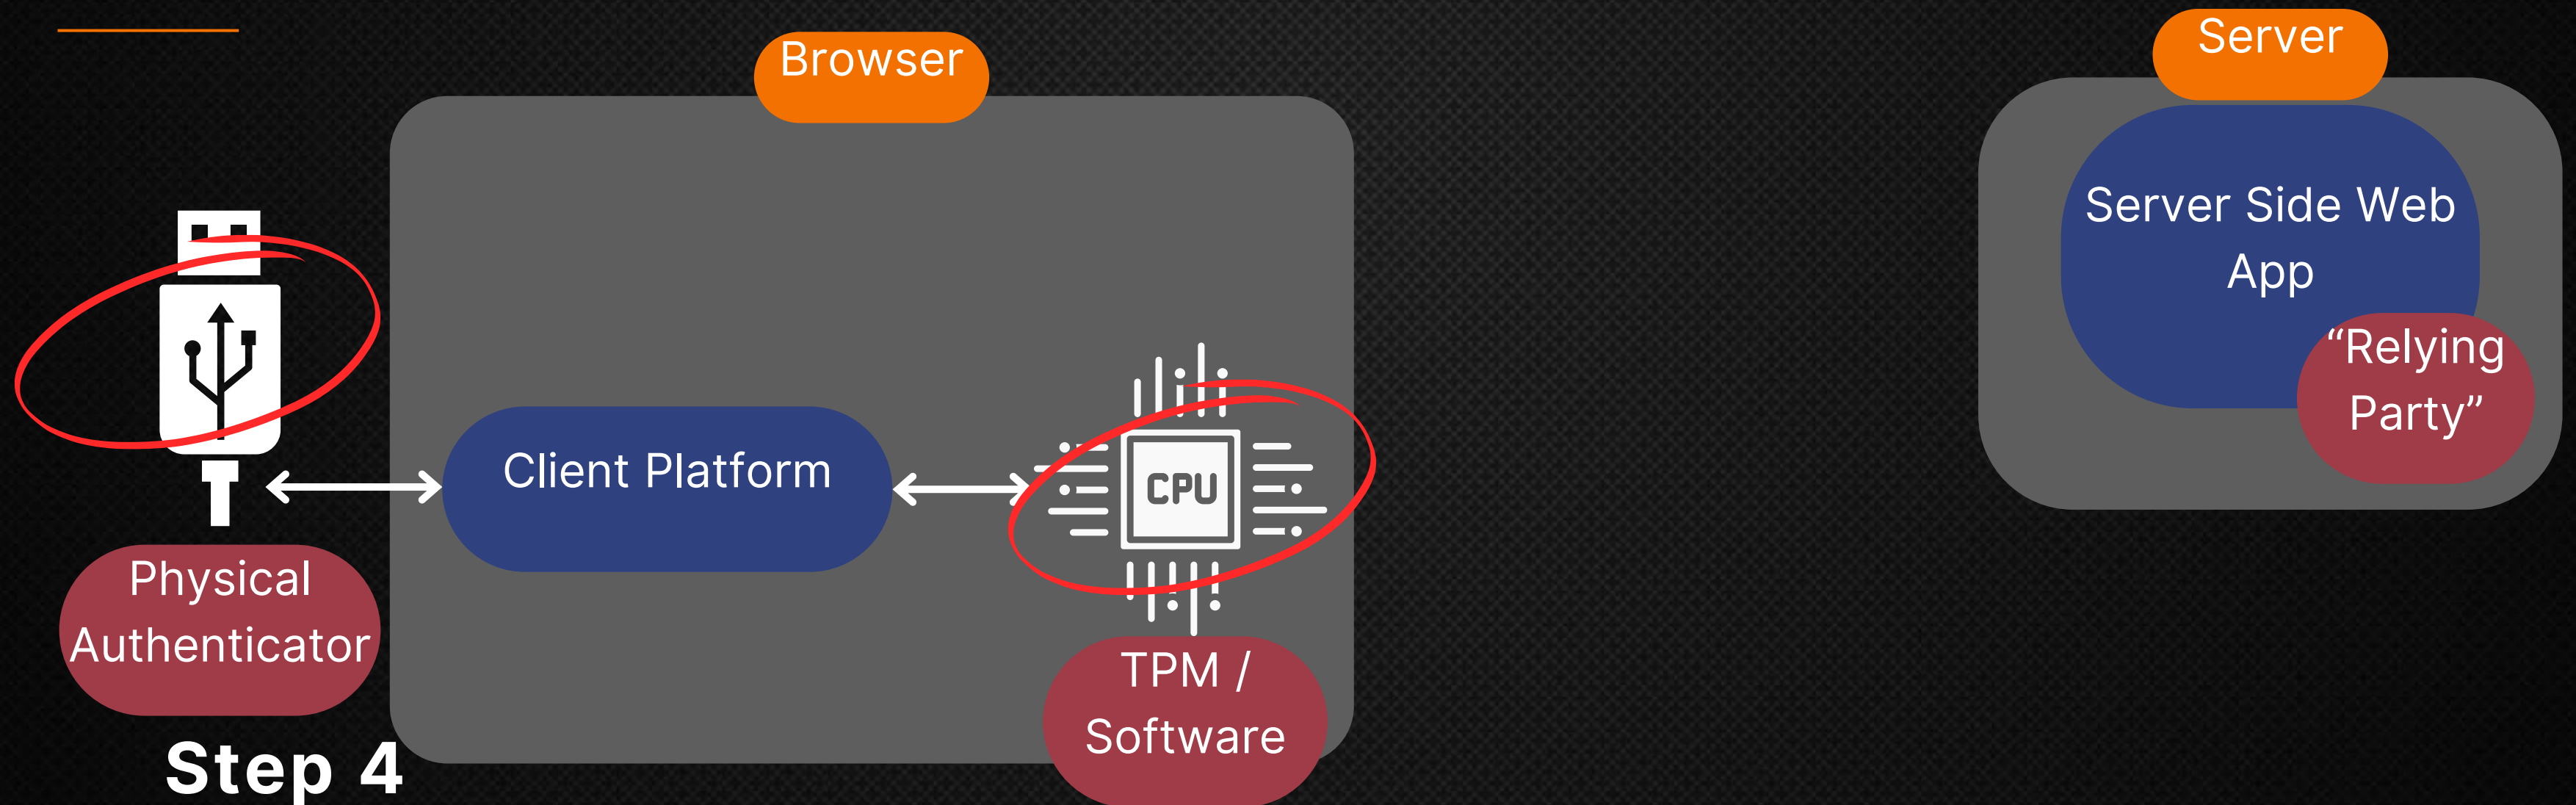 Browser
Server
Server Side Web
App
“Relying
Party”
Client Platform
CPU
Physical
Authenticator
TPM /
Software
Step 4